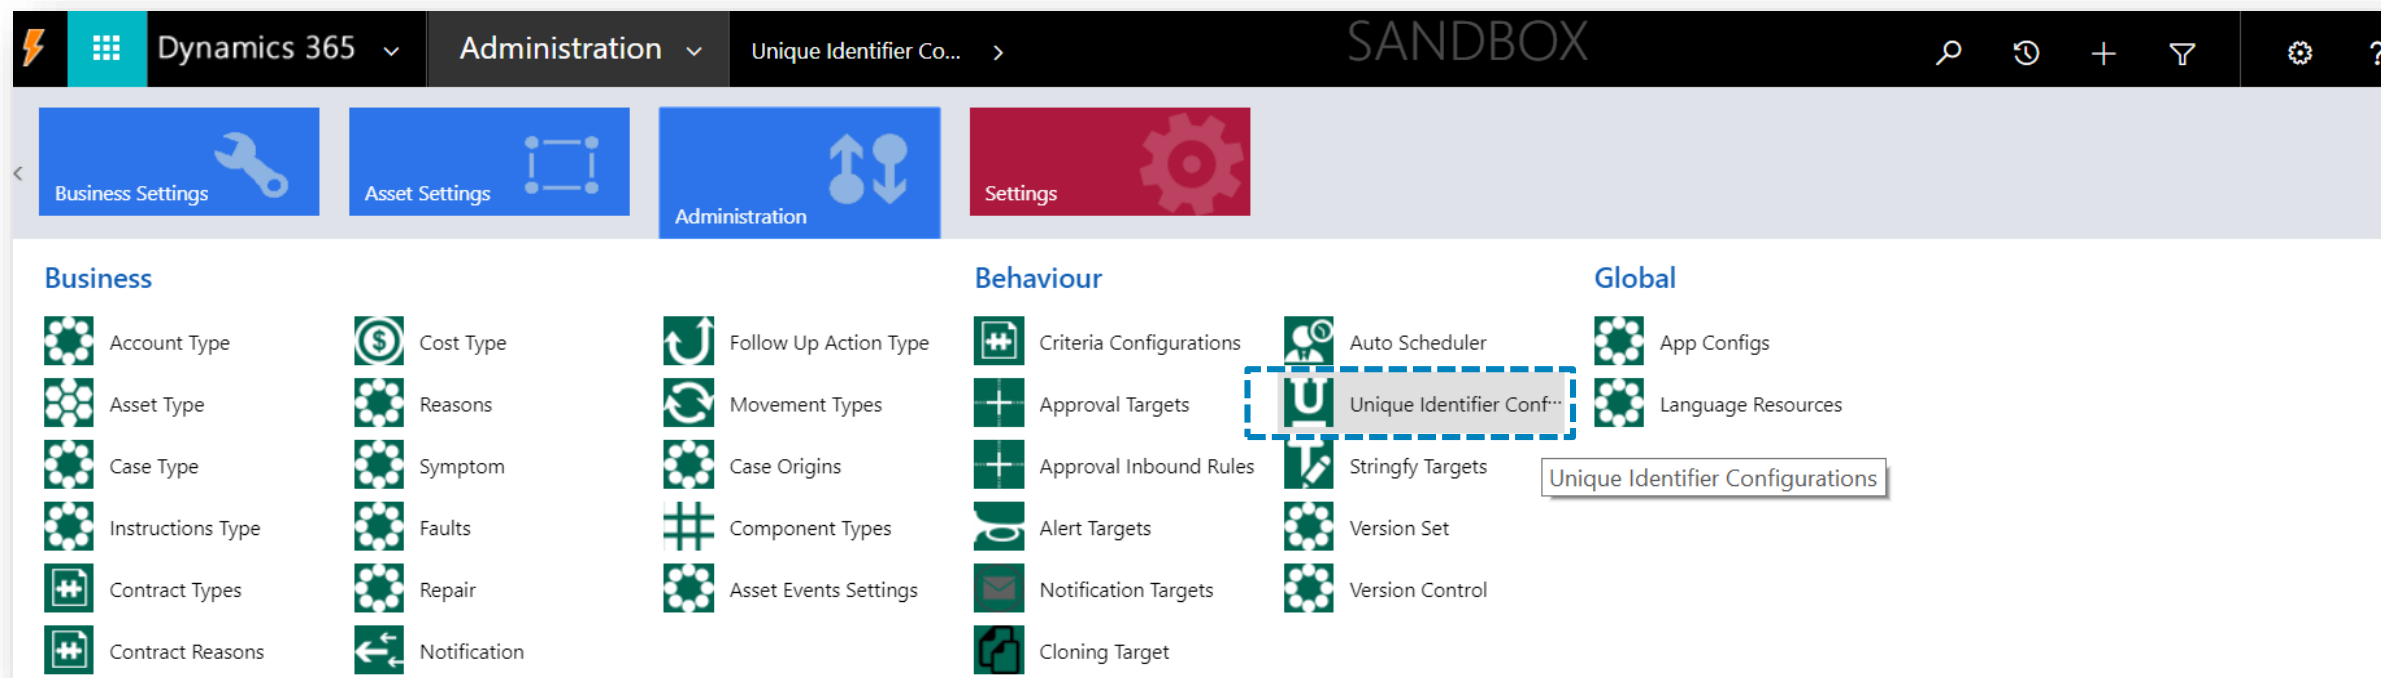 Dynamics 365
Administration
Unique Identifier Co...
SANDBOX
?
Business Settings
Asset Settings
Administration
Settings
Business
Account Type
Asset Type
Case Type
Instructions Type
Contract Types
Contract Reasons
Cost Type
Reasons
Symptom
Faults
Repair
Notification
Follow Up Action Type
Movement Types
Case Origins
Component Types
Asset Events Settings
Behaviour
Criteria Configurations
Approval Targets
Approval Inbound Rules
Alert Targets
Notification Targets
Cloning Target
Auto Scheduler
Unique Identifier Conf...
Stringfy Targets
Version Set
Version Control
Unique Identifier Configurations
Global
App Configs
Language Resources